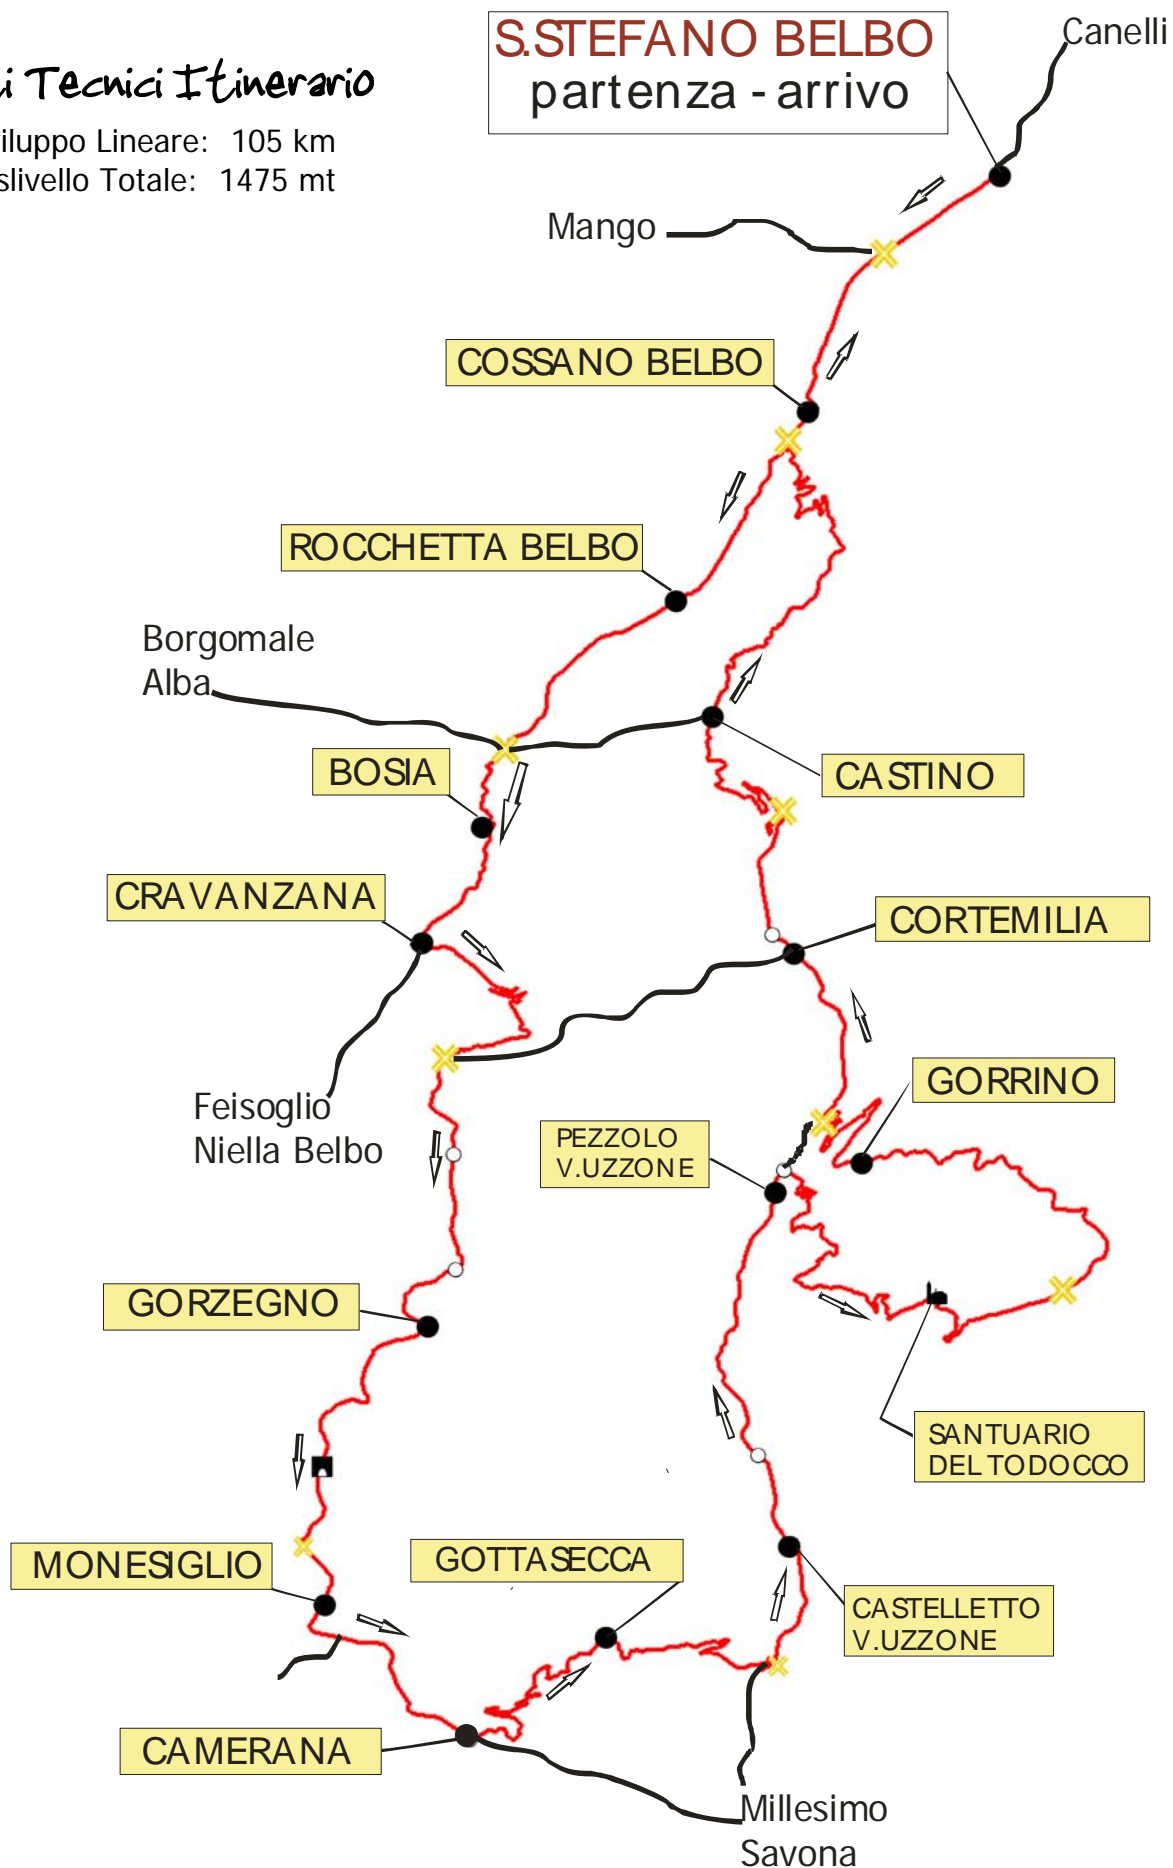 S.STEFANO BELBO
partenza - arrivo
Canelli
i Tecnici Itinerario
iluppo Lineare: 105 km
slivello Totale: 1475 mt
Mango
COSSANO BELBO
ROCCHETTA BELBO
Borgomale
Alba
BOSIA
CASTINO
CRAVANZANA
CORTEMILIA
Feisoglio
Niella Belbo
GORRINO
PEZZOLO
V.UZZONE
GORZEGNO
SANTUARIO
DEL TODOCCO
MONESIGLIO
GOTTASECCA
CASTELLETTO
V.UZZONE
CAMERANA
Millesimo
Savona